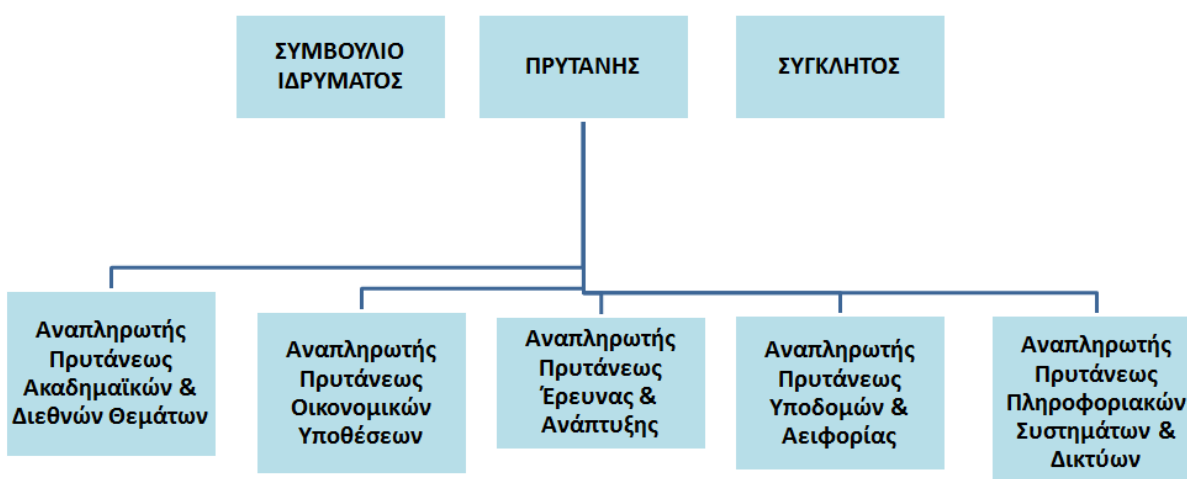 ΣΥΜΒΟΥΛΙΟ
ΙΔΡΥΜΑΤΟΣ
ΠΡΥΤΑΝΗΣ
ΣΥΓΚΛΗΤΟΣ
Αναπληρωτής
Πρυτάνεως
Ακαδημαϊκών &
Διεθνών Θεμάτων
Αναπληρωτής
Πρυτάνεως
Οικονομικών
Υποθέσεων
Αναπληρωτής
Πρυτάνεως
Έρευνας &
Ανάπτυξης
Αναπληρωτής
Πρυτάνεως
Υποδομών &
Αειφορίας
Αναπληρωτής
Πρυτάνεως
Πληροφοριακών
Συστημάτων &
Δικτύων